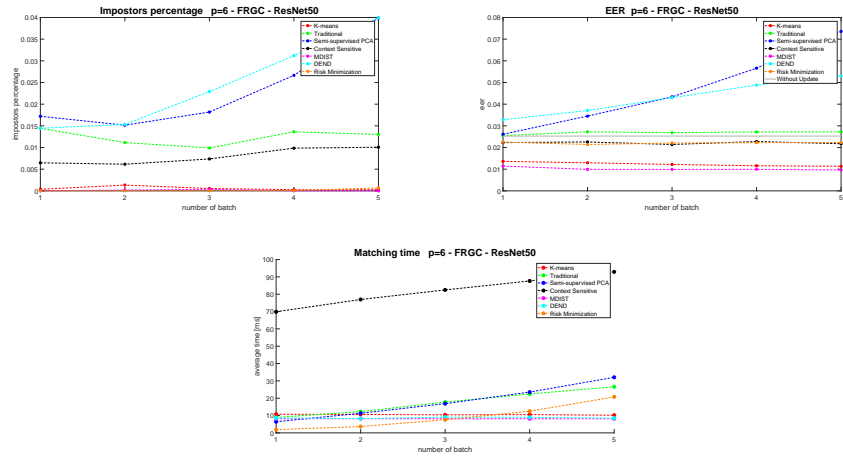 Impostors percentage p=6 - FRGC - ResNet50
0.04
0.035
0.03
0.025
0.02
0.015
0.01
0.005
0
impostors percentage
1 2 3 4 5
number of batch
K-means
Traditional
Semi-supervised PCA
Context Sensitive
MDIST
DEND
Risk Minimization
EER p=6 - FRGC - ResNet50
0.08
0.07
0.06
0.05
0.04
0.03
0.02
0.01
0
eer
1 2 3 4 5
number of batch
K-means
Traditional
Semi-supervised PCA
Context Sensitive
MDIST
DEND
Risk Minimization
Without Update
Matching time p=6 - FRGC - ResNet50
100
90
80
70
60
50
40
30
20
10
0
average time [ms]
1 2 3 4 5
number of batch
K-means
Traditional
Semi-supervised PCA
Context Sensitive
MDIST
DEND
Risk Minimization